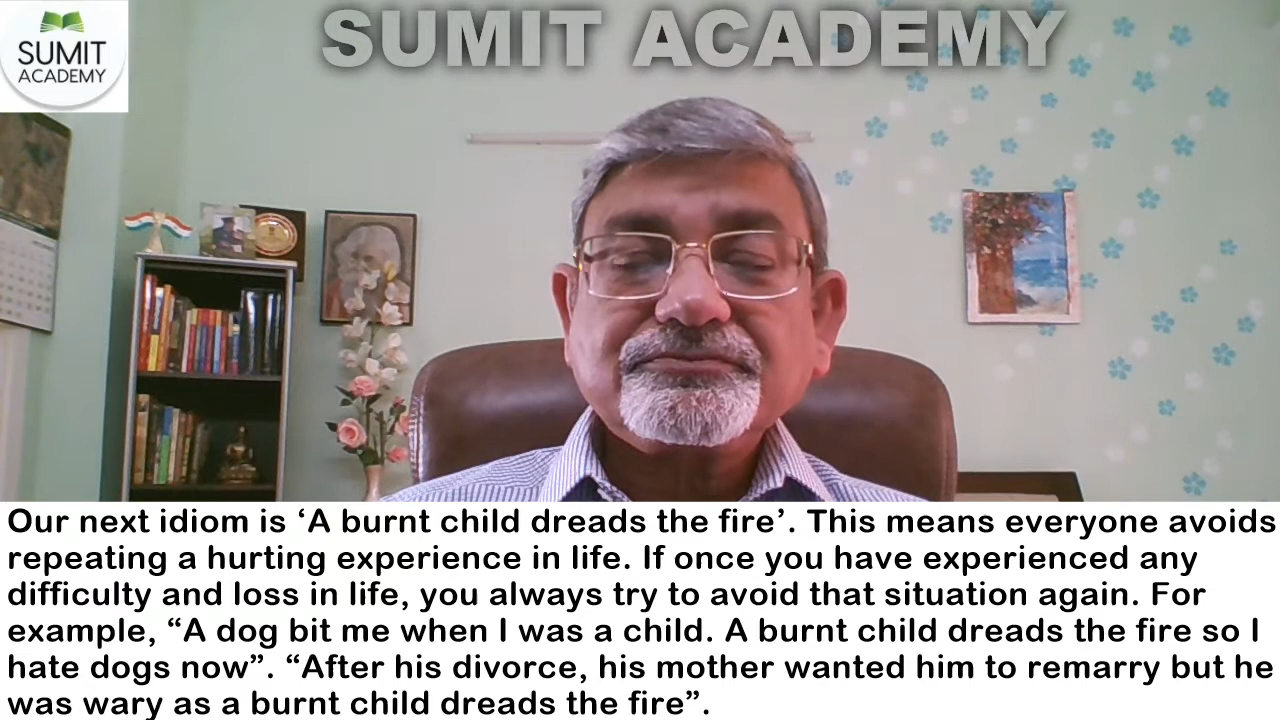 SUMIT ACADEMY
SUMIT
ACADEMY
Our next idiom is ‘A burnt child dreads the fire’. This means everyone avoids
repeating a hurting experience in life. If once you have experienced any
difficulty and loss in life, you always try to avoid that situation again. For
example, “A dog bit me when I was a child. A burnt child dreads the fire so I
hate dogs now”. “After his divorce, his mother wanted him to remarry but he
was wary as a burnt child dreads the fire”.